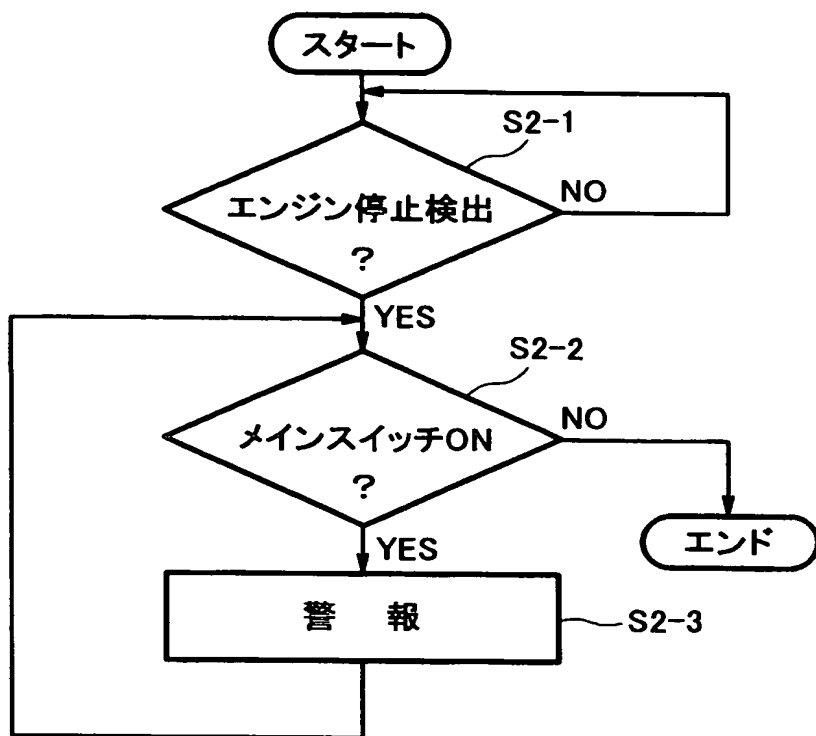 スタート
S2-1
エンジン停止検出
?
NO
YES
S2-2
メインスイッチON
?
NO
YES
エンド
警 報
S2-3